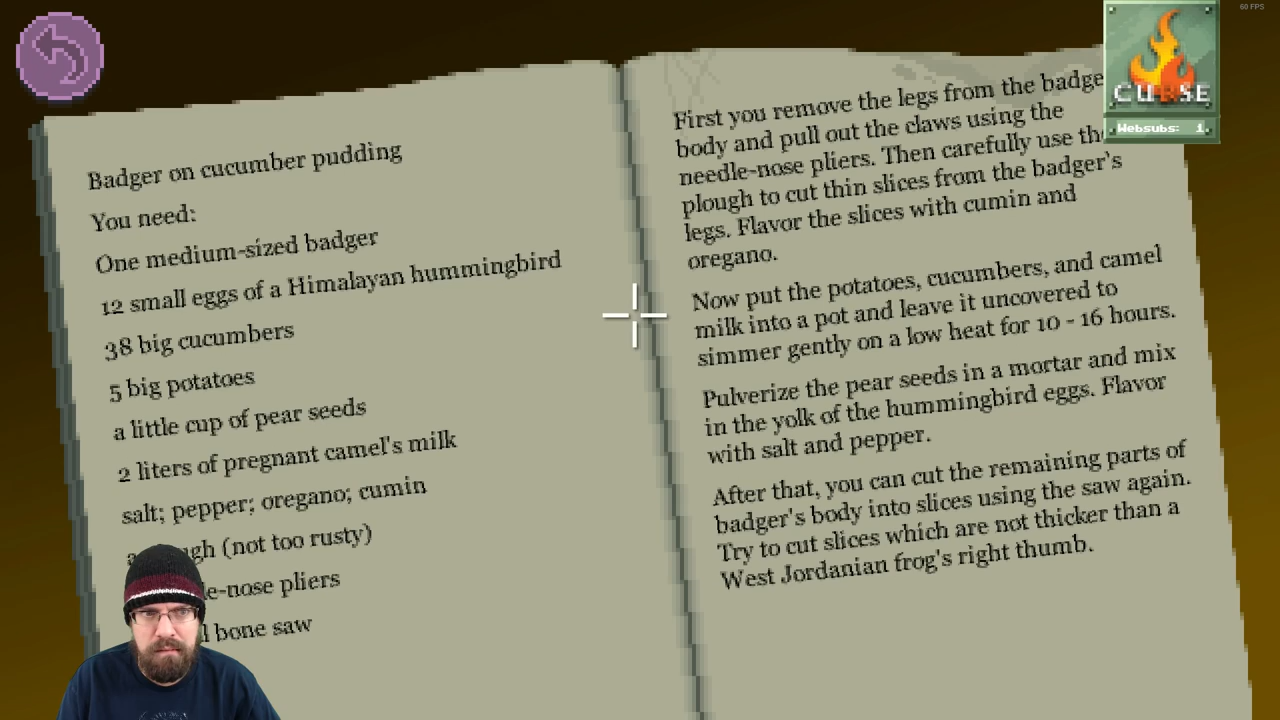 60 FPS
CURSE
Websubs: 1
Badger on cucumber pudding
You need:
One medium-sized badger
12 small eggs of a Himalayan hummingbird
38 big cucumbers
5 big potatoes
a little cup of pear seeds
2 liters of pregnant camel's milk
salt; pepper; oregano; cumin
(not too rusty)
pliers
bone saw
First you remove the legs from the
body and pull out the claws using the
needle-nose pliers. Then carefully use
plough to cut thin slices from the badger's
legs. Flavor the slices with cumin and
oregano.
Now put the potatoes, cucumbers, and camel
milk into a pot and leave it uncovered to
simmer gently on a low heat for 10 - 16 hours.
Pulverize the pear seeds in a mortar and mix
in the yolk of the hummingbird eggs. Flavor
with salt and pepper.
After that, you can cut the remaining parts of
badger's body into slices using the saw again.
Try to cut slices which are not thicker than a
West Jordanian frog's right thumb.